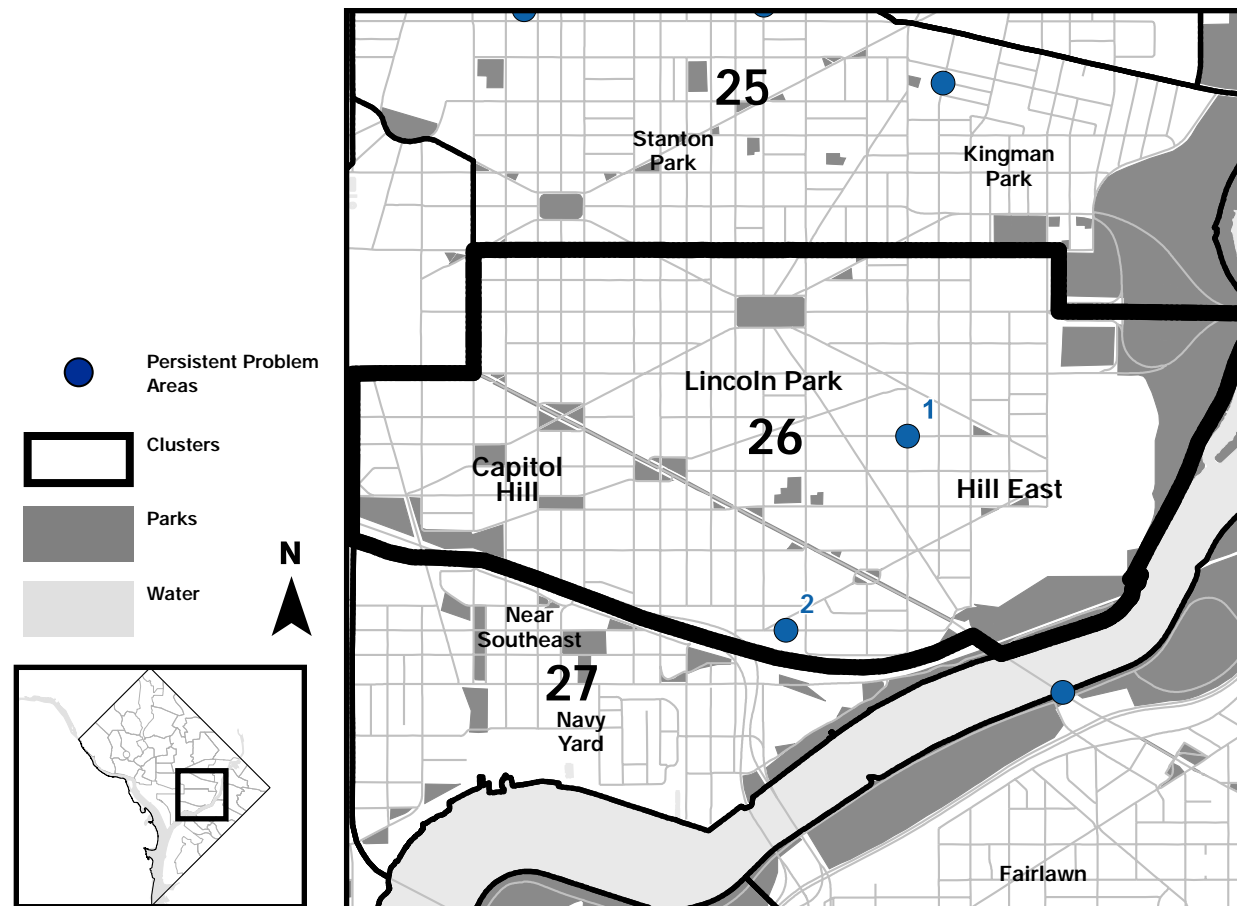 25
Stanton
Park
Kingman
Park
Persistent Problem
Areas
Clusters
Parks
Water
N
Lincoln Park
1
26
Capitol
Hill
Hill East
2
Near
Southeast
27
Navy
Yard
Fairlawn